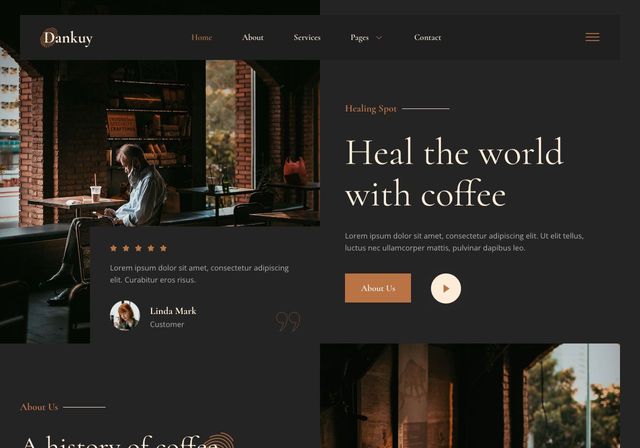 Dankuy
Home
About
Services
Pages
Contact
Healing Spot
Heal the world
with coffee
Lorem ipsum dolor sit amet, consectetur adipiscing elit. Ut elit tellus,
luctus nec ullamcorper mattis, pulvinar dapibus leo.
About Us
Lorem ipsum dolor sit amet, consectetur adipiscing
elit. Curabitur eros risus.
Linda Mark
Customer
About Us
A history of coffee